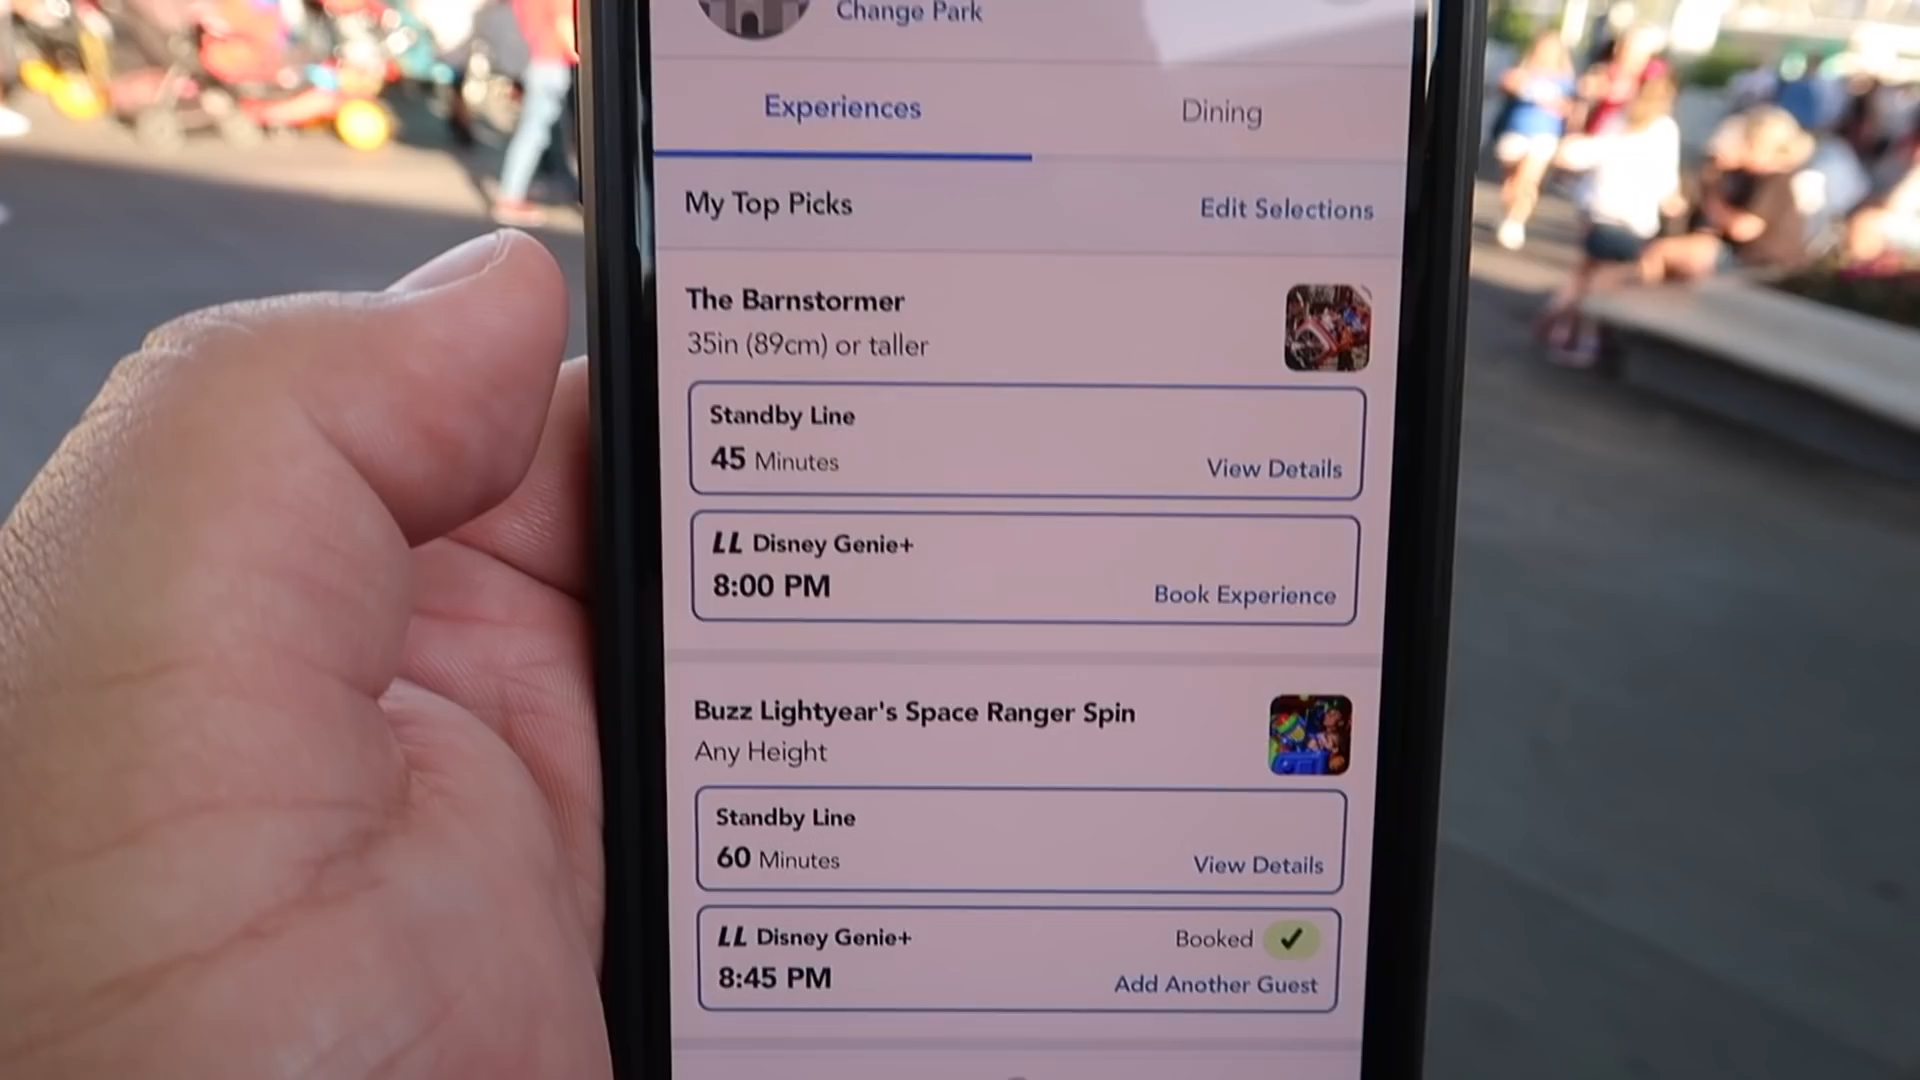 Change Park
Experiences
Dining
My Top Picks
Edit Selections
The Barnstormer
35in (89cm) or taller
Standby Line
45 Minutes
View Details
LL Disney Genie+
8:00 PM
Book Experience
Buzz Lightyear's Space Ranger Spin
Any Height
Standby Line
60 Minutes
View Details
LL Disney Genie+
Booked
8:45 PM
Add Another Guest